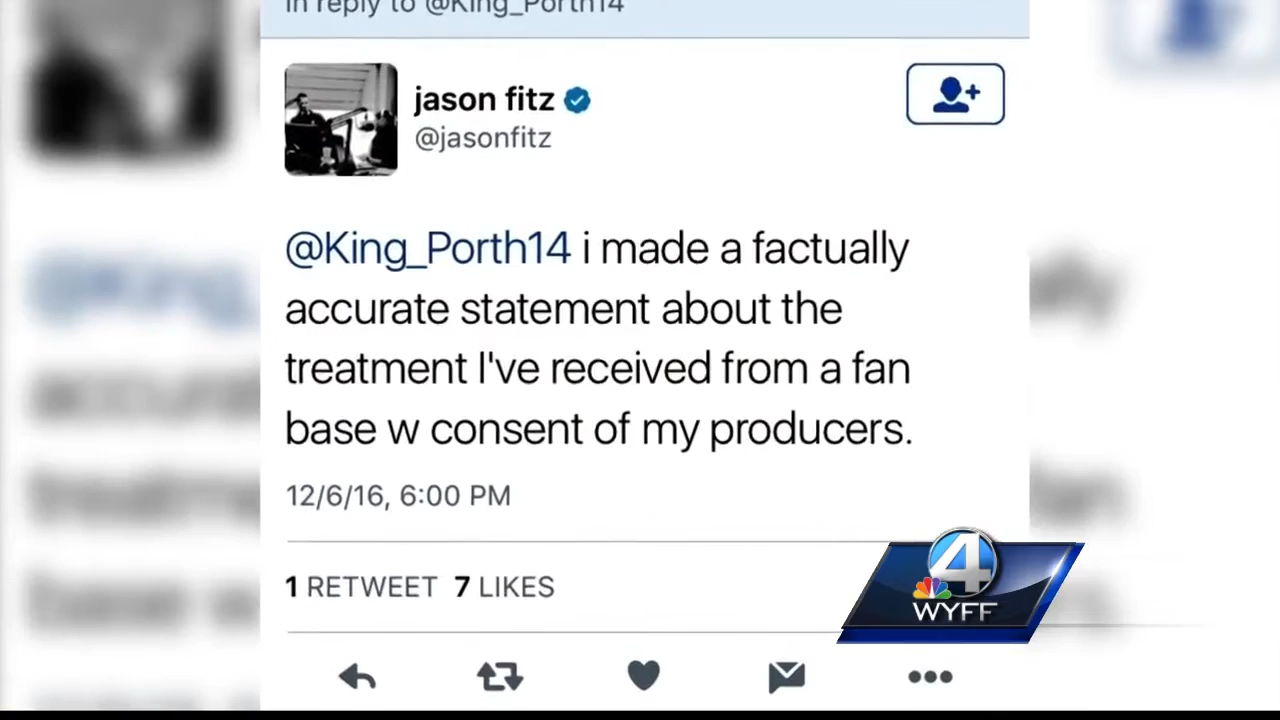 In reply to @King_Porth14
jason fitz
@jasonfitz
@King_Porth14 i made a factually
accurate statement about the
treatment I've received from a fan
base w consent of my producers.
12/6/16, 6:00 PM
1 RETWEET 7 LIKES
4
WYFF